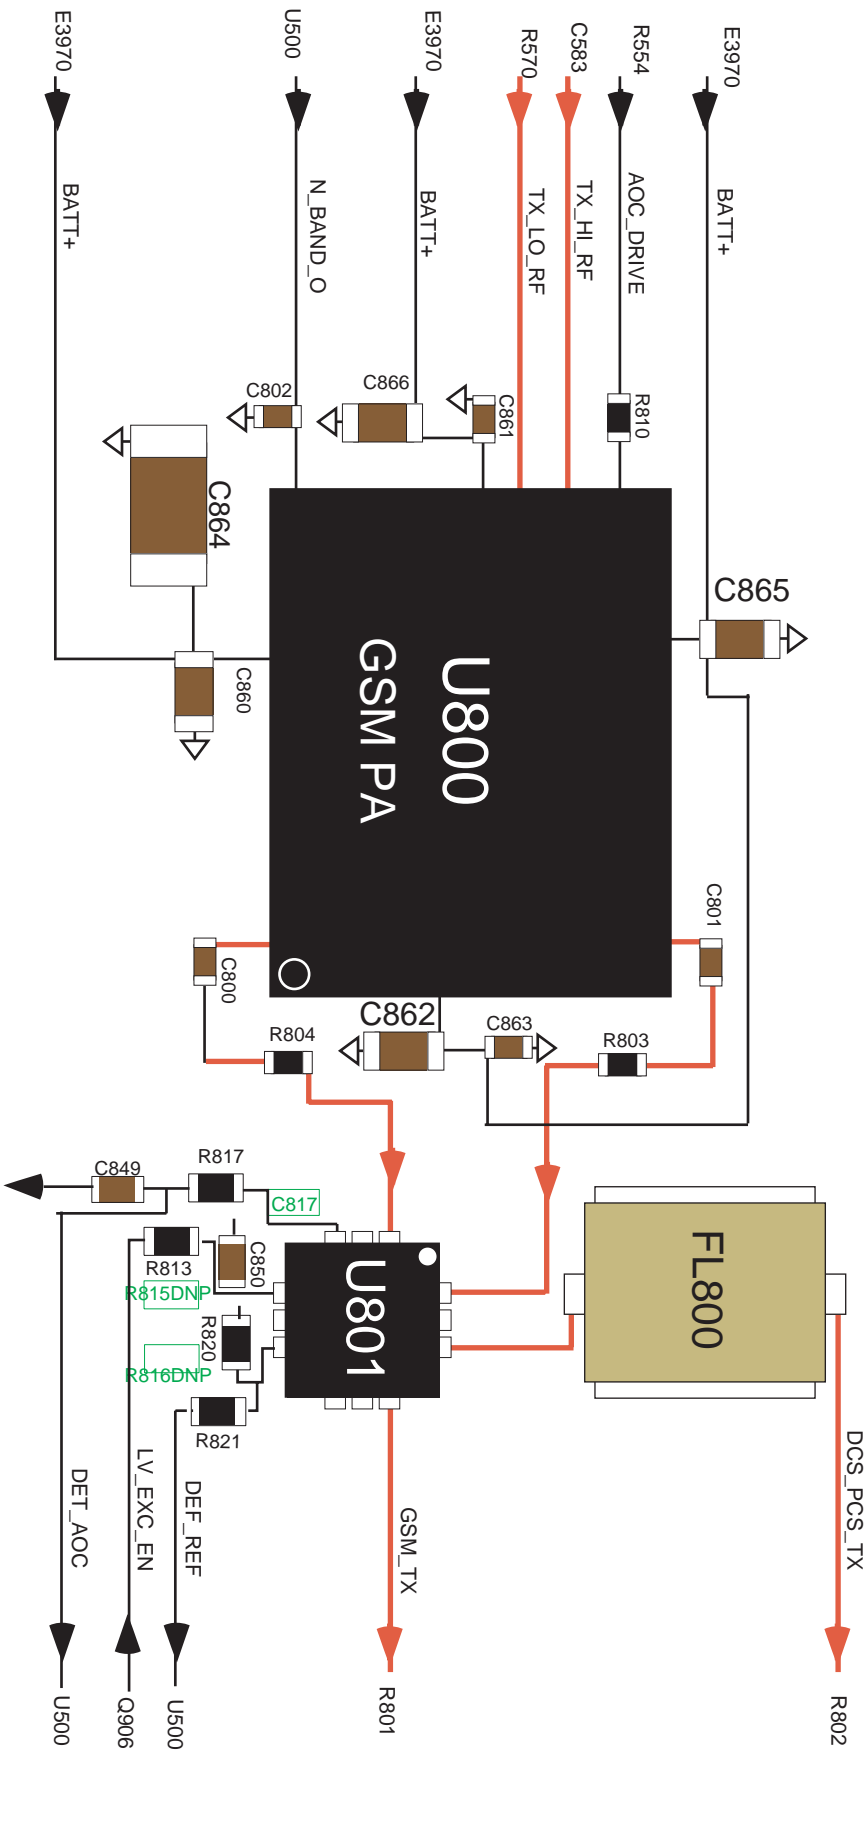 E3970
U500
E3970
R570
C583
R554
E3970
BATT+
N_BAND_O
BATT+
TX_LO_RF
TX_HI_RF
AOC_DRIVE
BATT+
C802
C866
C861
R810
C864
C865
C860
U800
GSM PA
C800
C801
C862
C863
R804
R803
C849
R817
C817
R813
C850
R815DNP
R820
R816DNP
R821
U801
FL800
DET_AOC
LV_EXC_EN
DEF_REF
GSM_TX
DCS_PCS_TX
U500
Q906
U500
R801
R802